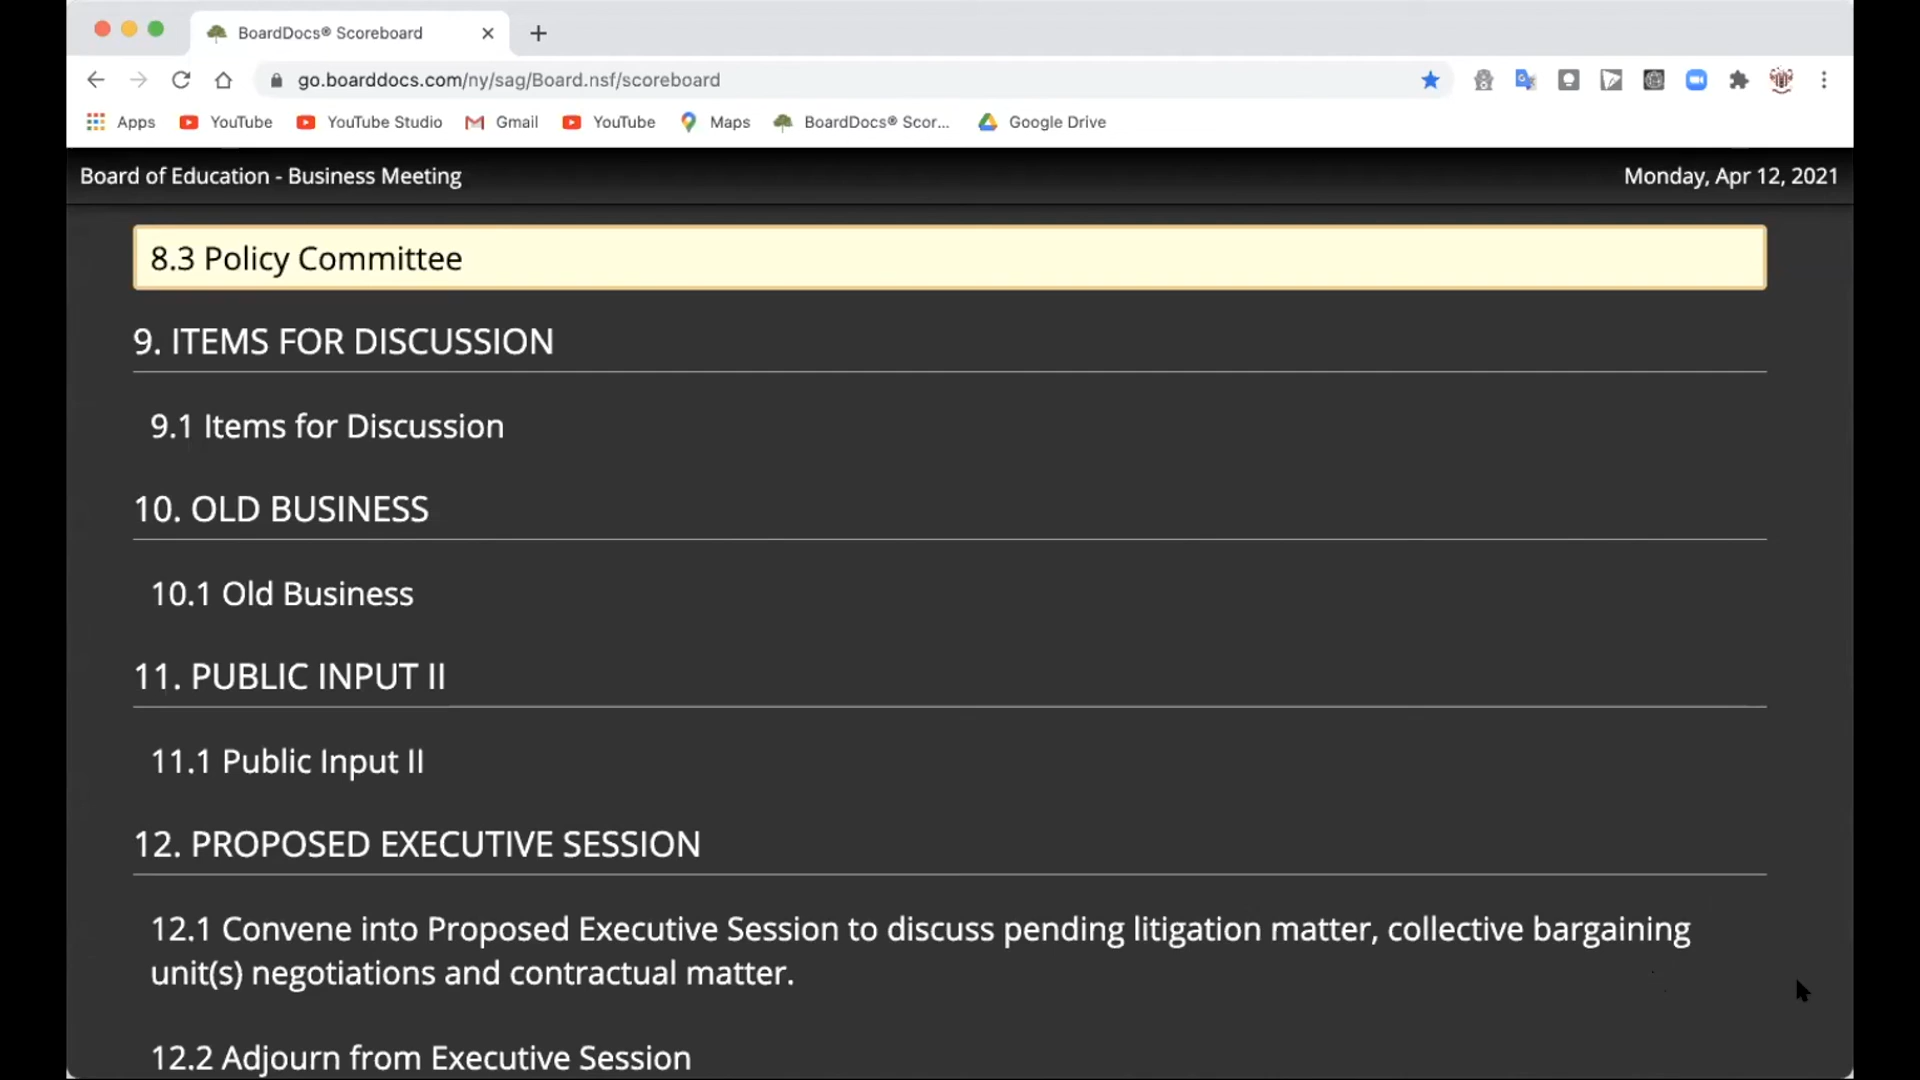 BoardDocs® Scoreboard
go.boarddocs.com/ny/sag/Board.nsf/scoreboard
Apps YouTube YouTube Studio Gmail YouTube Maps BoardDocs® Scor... Google Drive
Board of Education - Business Meeting Monday, Apr 12, 2021
8.3 Policy Committee
9. ITEMS FOR DISCUSSION
9.1 Items for Discussion
10. OLD BUSINESS
10.1 Old Business
11. PUBLIC INPUT II
11.1 Public Input II
12. PROPOSED EXECUTIVE SESSION
12.1 Convene into Proposed Executive Session to discuss pending litigation matter, collective bargaining
unit(s) negotiations and contractual matter.
12.2 Adjourn from Executive Session